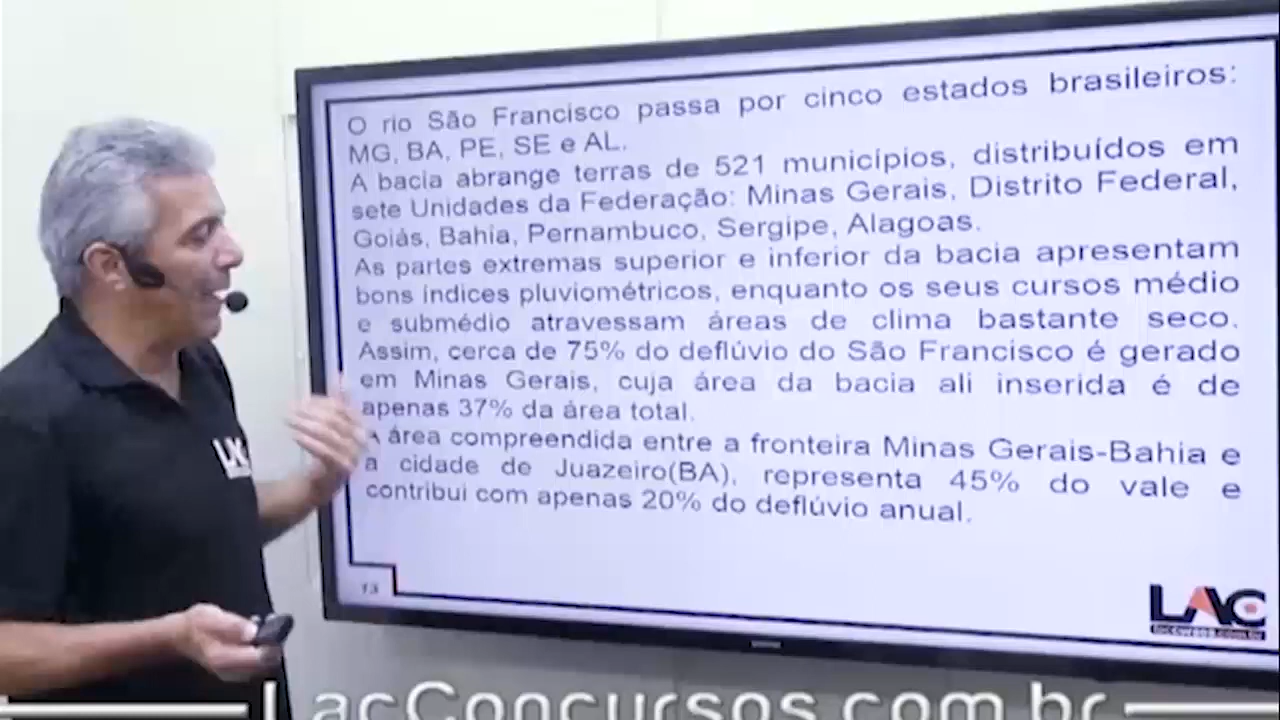 O rio São Francisco passa por cinco estados brasileiros:
MG, BA, PE, SE e AL.
A bacia abrange terras de 521 municípios, distribuídos em
sete Unidades da Federação: Minas Gerais, Distrito Federal,
Goiás, Bahia, Pernambuco, Sergipe, Alagoas.
As partes extremas superior e inferior da bacia apresentam
bons índices pluviométricos, enquanto os seus cursos médio
e submédio atravessam áreas de clima bastante seco.
Assim, cerca de 75% do deflúvio do São Francisco é gerado
em Minas Gerais, cuja área da bacia ali inserida é de
apenas 37% da área total.
A área compreendida entre a fronteira Minas Gerais-Bahia e
a cidade de Juazeiro(BA), representa 45% do vale e
contribui com apenas 20% do deflúvio anual.
13
LAC
LacConcursos.com.br